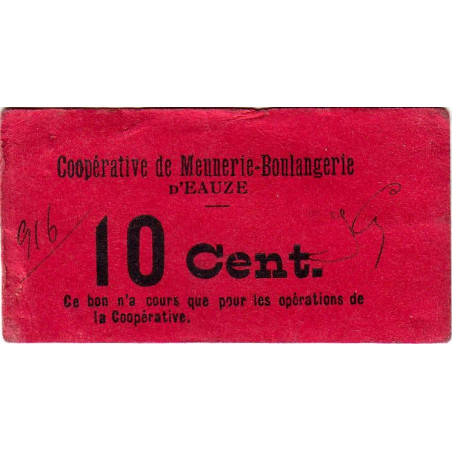 Coopérative de Meunerie-Boulangerie
D'EAUZE
916
10 Cent.
Ce bon n'a cours que pour les opérations de
la Coopérative.